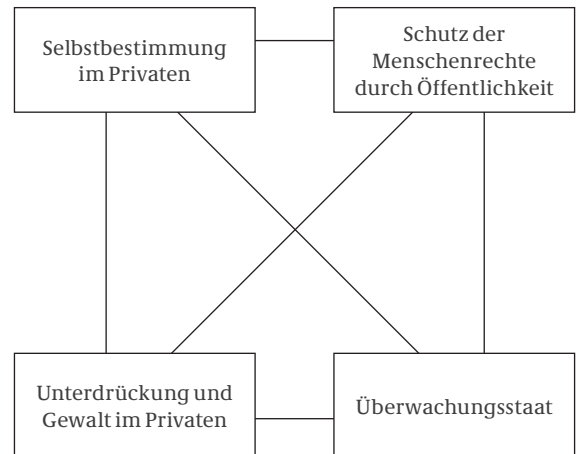 Selbstbestimmung
im Privaten
Schutz der
Menschenrechte
durch Öffentlichkeit
Unterdrückung und
Gewalt im Privaten
Überwachungsstaat